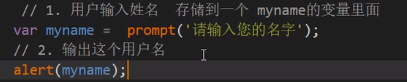 // 1. 用户输入姓名  存储到一个 myname的变量里面
var myname =  prompt('请输入您的名字');
// 2. 输出这个用户名
alert(myname);